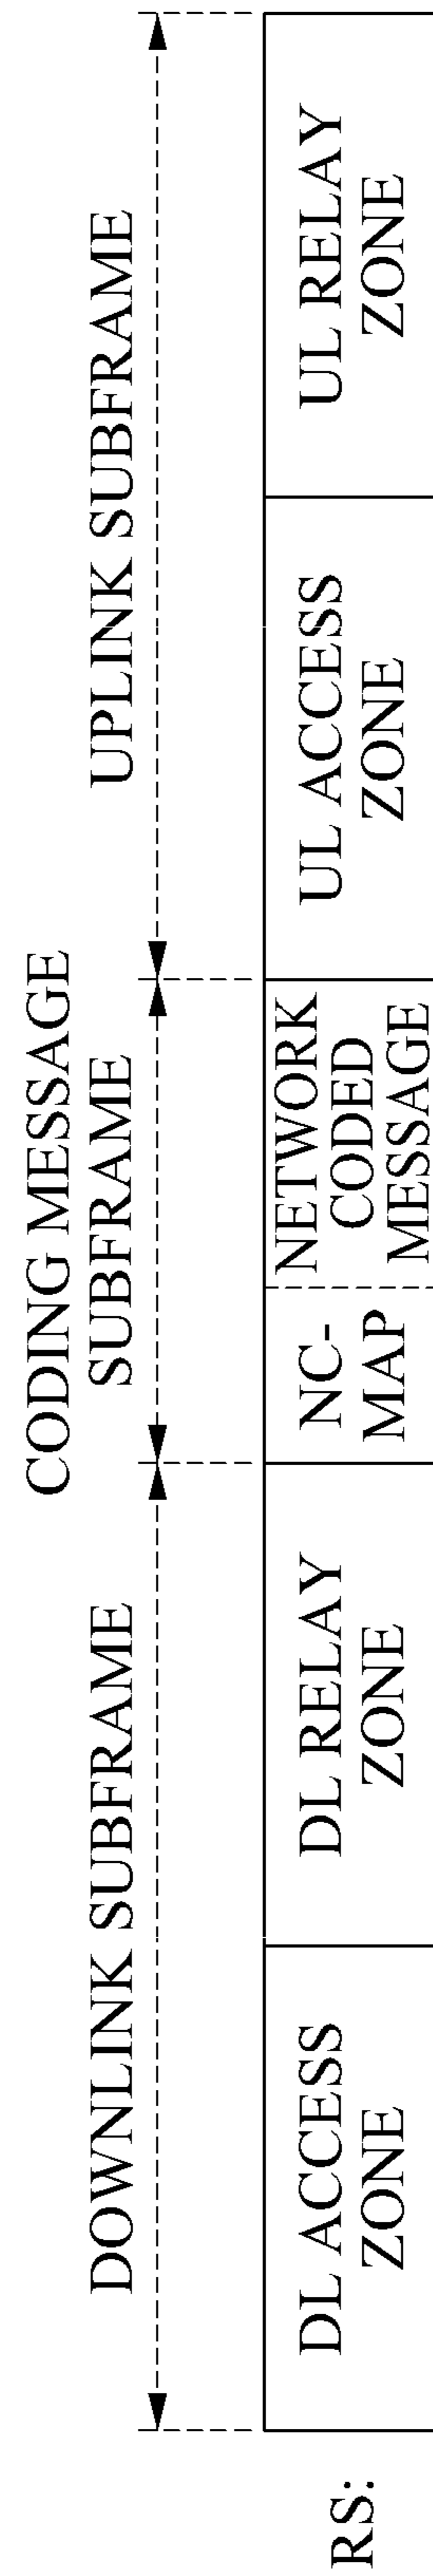 DOWNLINK SUBFRAME
CODING MESSAGE
SUBFRAME
UPLINK SUBFRAME
RS:
DL ACCESS
ZONE
DL RELAY
ZONE
NC-
MAP
NETWORK
CODED
MESSAGE
UL ACCESS
ZONE
UL RELAY
ZONE